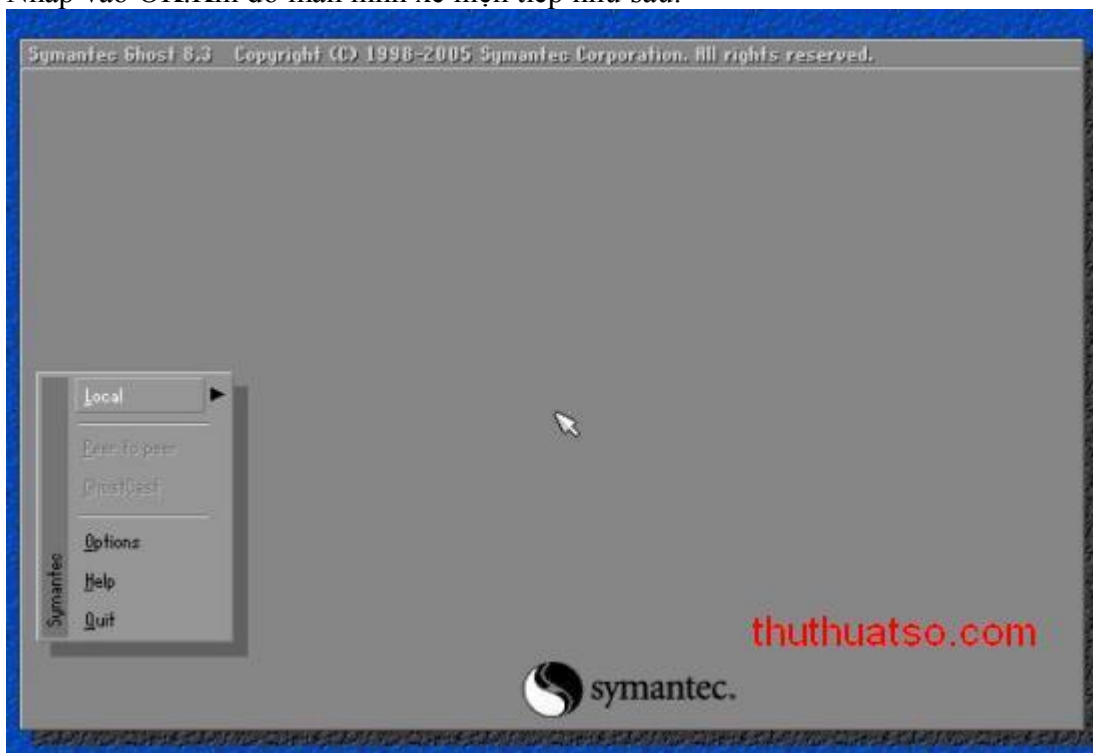 Nhấp vào OK.Khi đó màn hình xẽ hiện tiếp như sau:
Symantec Ghost 8.3 Copyright (C) 1998-2005 Symantec Corporation. All rights reserved.
Local
Peer to peer
GhostCast
Options
Help
Quit
Symantec
thuthuatso.com
symantec.